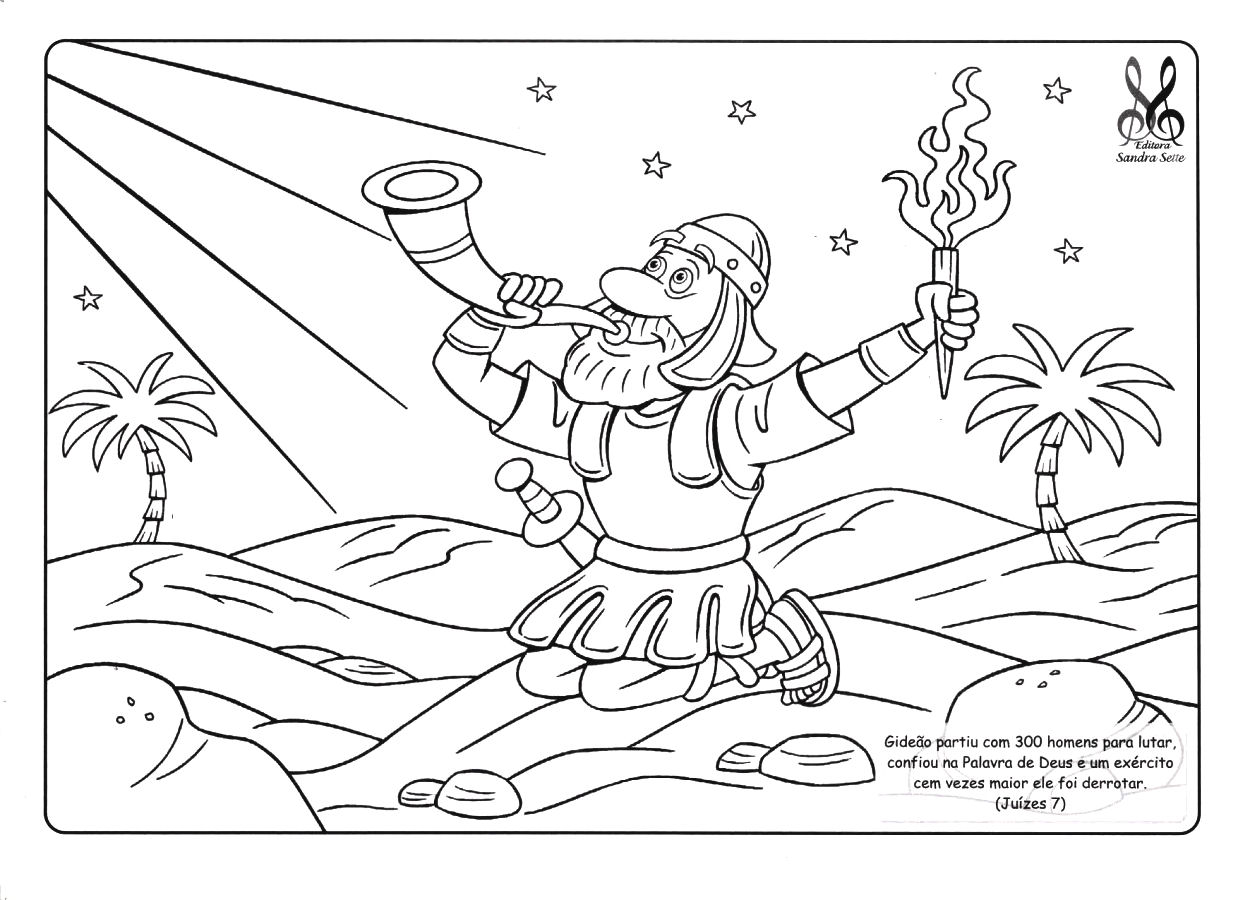 Editora
Sandra Sette
Gideão partiu com 300 homens para lutar,
confiou na Palavra de Deus e um exército
cem vezes maior ele foi derrotar.
(Juízes 7)